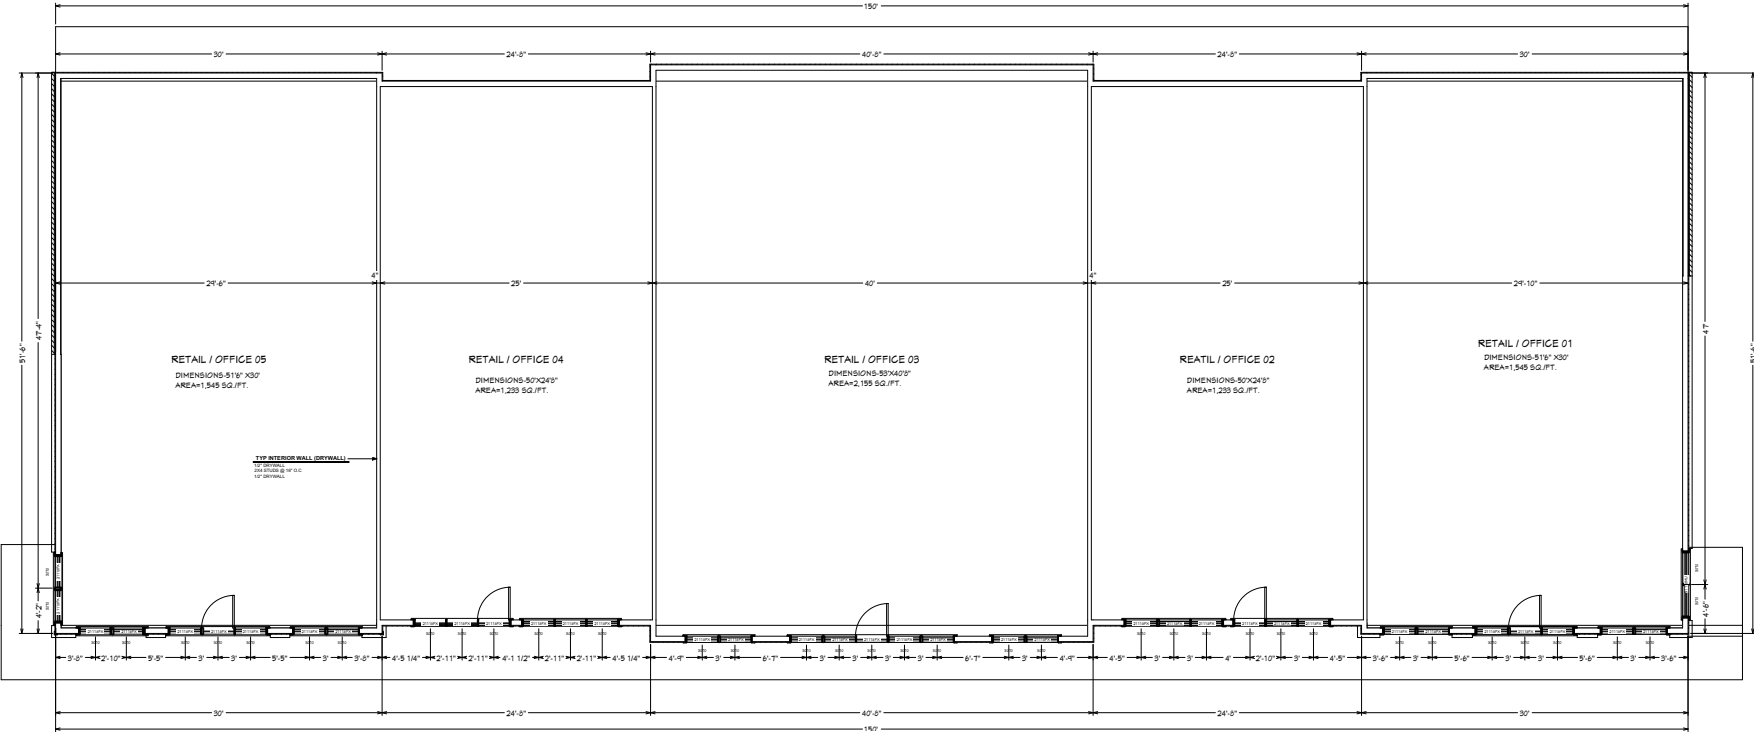 150'
30' 24'-8" 40'-8" 24'-8" 30'
4" 4"
29'-6" 25' 40' 25' 29'-10"
51'-6" 47'-4" 47' 51'-6"
RETAIL / OFFICE 05
DIMENSIONS-51'6" X30'
AREA=1,545 SQ./FT.
RETAIL / OFFICE 04
DIMENSIONS-50'X24'8"
AREA=1,233 SQ./FT.
RETAIL / OFFICE 03
DIMENSIONS-53'X40'8"
AREA=2,155 SQ./FT.
REATIL / OFFICE 02
DIMENSIONS-50'X24'8"
AREA=1,233 SQ./FT.
RETAIL / OFFICE 01
DIMENSIONS-51'6" X30'
AREA=1,545 SQ./FT.
TYP INTERIOR WALL (DRYWALL)
1/2" DRYWALL
2X4 STUDS @ 16" O.C
1/2" DRYWALL
4'-2" 4'-6"
3'-8" 2'-10" 5'-5" 3' 3' 5'-5" 3' 3'-8" 4'-5 1/4" 2'-11" 2'-11" 4'-1 1/2" 2'-11" 2'-11" 4'-5 1/4" 4'-9" 3' 6'-7" 3' 3' 3' 3' 6'-7" 3' 4'-9" 4'-5" 3' 3' 4' 2'-10" 3' 4'-5" 3'-6" 3' 5'-6" 3' 3' 5'-6" 3' 3'-6"
30' 24'-8" 40'-8" 24'-8" 30'
150'